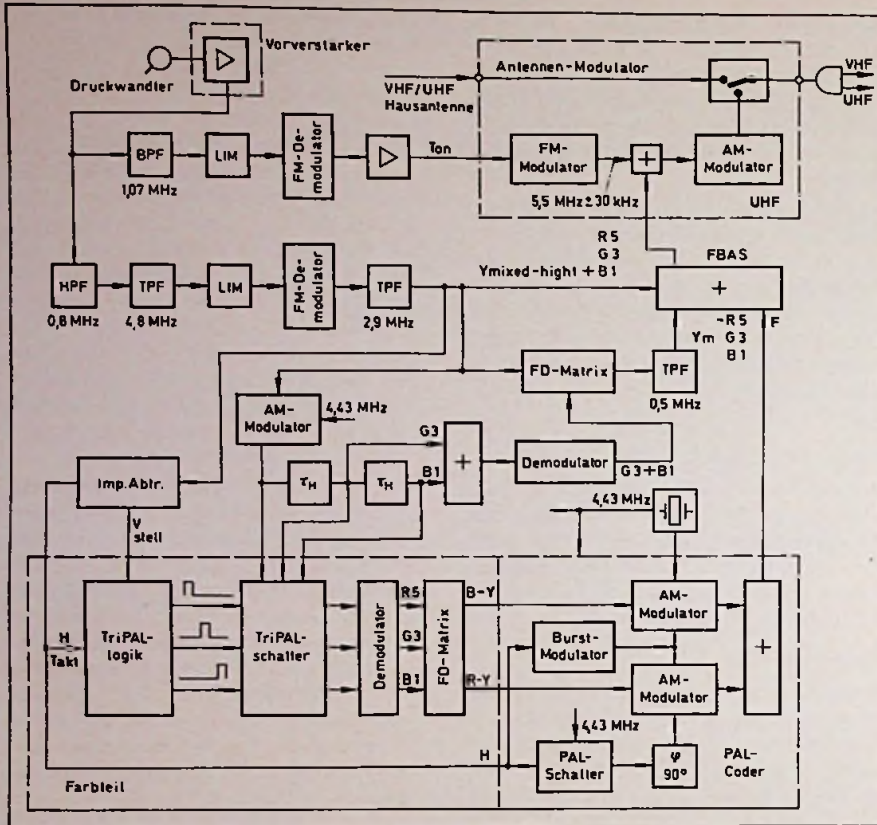 Vorverstärker
Druckwandler
Antennen-Modulator
VHF/UHF
Hausantenne
VHF
UHF
BPF
1,07 MHz
LIM
FM-De-
modulator
Ton
FM-
Modulator
+
AM-
Modulator
5,5 MHz ± 30 kHz
UHF
HPF
0,8 MHz
TPF
4,8 MHz
LIM
FM-De-
modulator
TPF
2,9 MHz
R5
G3
Ymixed-hight + B1
FBAS
+
-R5
Ym G3
B1
F
AM-
Modulator
4,43 MHz
FD-Matrix
TPF
0,5 MHz
τH
τH
G3
B1
+
Demodulator
G3+B1
Imp.Abtr.
V
stell
4,43 MHz
H
Takt
TriPAL-
logik
TriPAL-
schalter
Demodulator
R5
G3
B1
FD-Matrix
B-Y
R-Y
AM-
Modulator
Burst-
Modulator
AM-
Modulator
+
4,43 MHz
H
PAL-
Schalter
φ
90°
PAL-
Coder
Farbteil